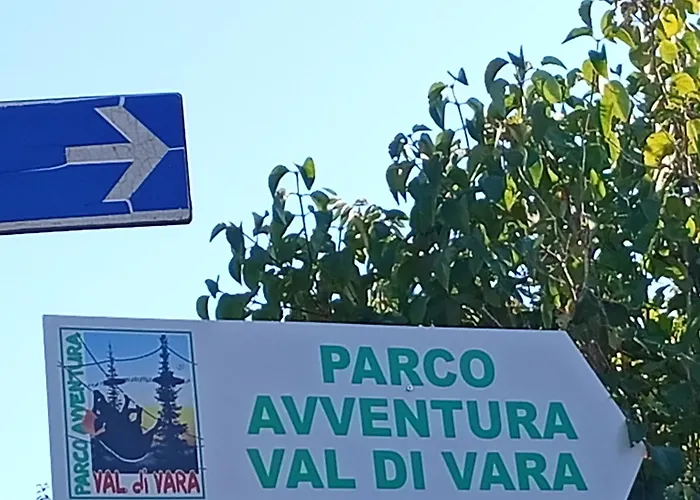 PARCO AVVENTURA
VAL di VARA
PARCO
AVVENTURA
VAL DI VARA